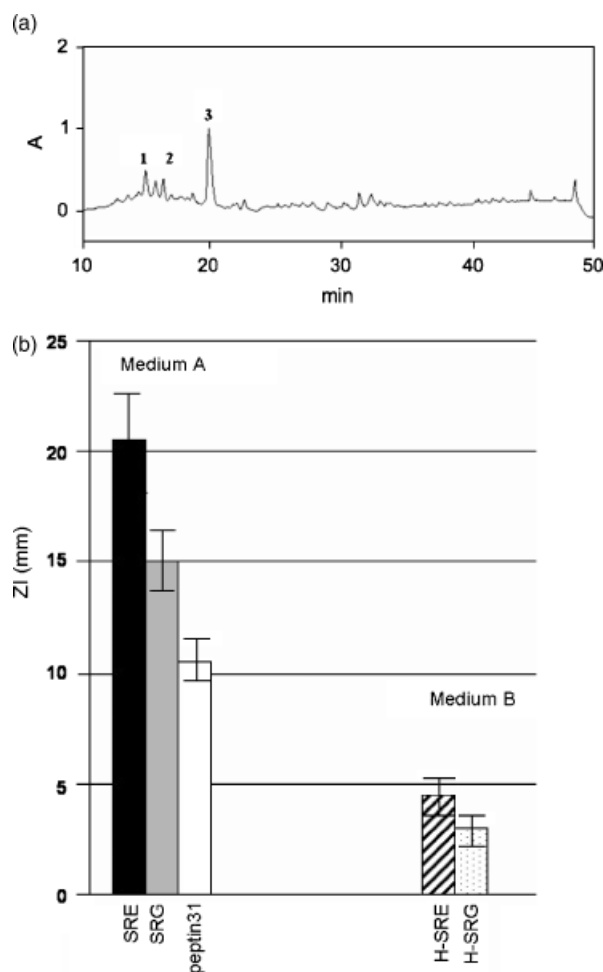 (a)
2
1
0
A
1 2 3
10 20 30 40 50
min
(b)
25
20
15
10
5
0
ZI (mm)
Medium A
Medium B
SRE
SRG
peptin31
H-SRE
H-SRG